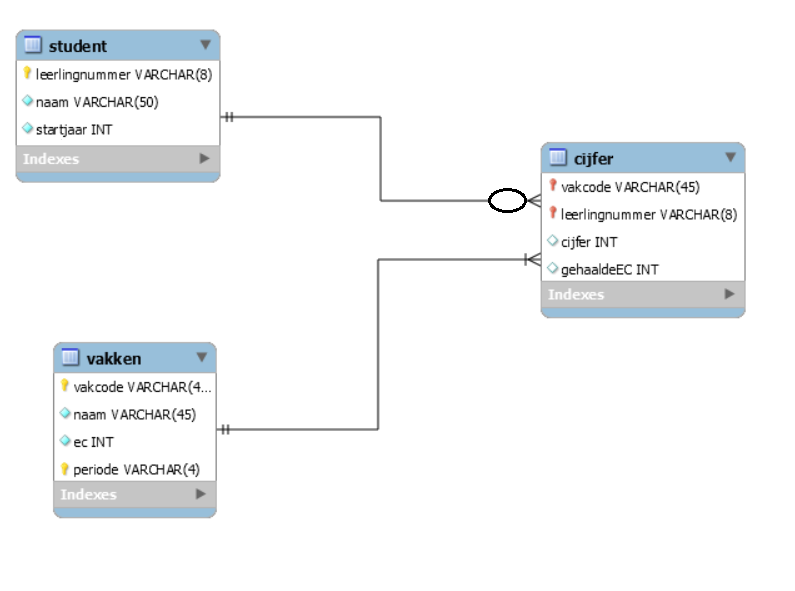 student
leerlingnummer VARCHAR(8)
naam VARCHAR(50)
startjaar INT
Indexes
cijfer
vakcode VARCHAR(45)
leerlingnummer VARCHAR(8)
cijfer INT
gehaaldeEC INT
Indexes
vakken
vakcode VARCHAR(4...
naam VARCHAR(45)
ec INT
periode VARCHAR(4)
Indexes